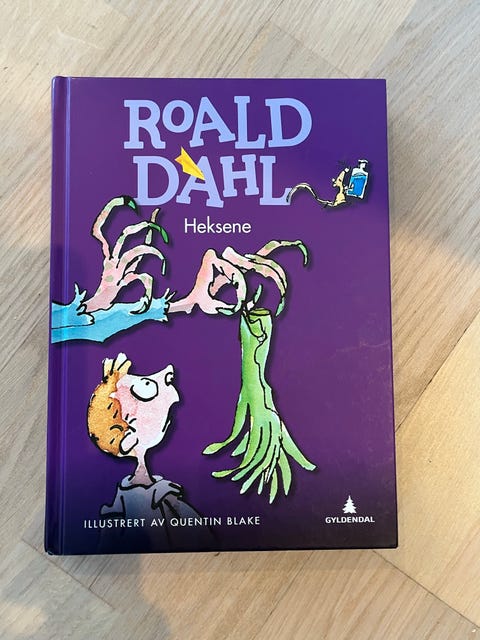 ROALD
DAHL
Heksene
ILLUSTRERT AV QUENTIN BLAKE
GYLDENDAL